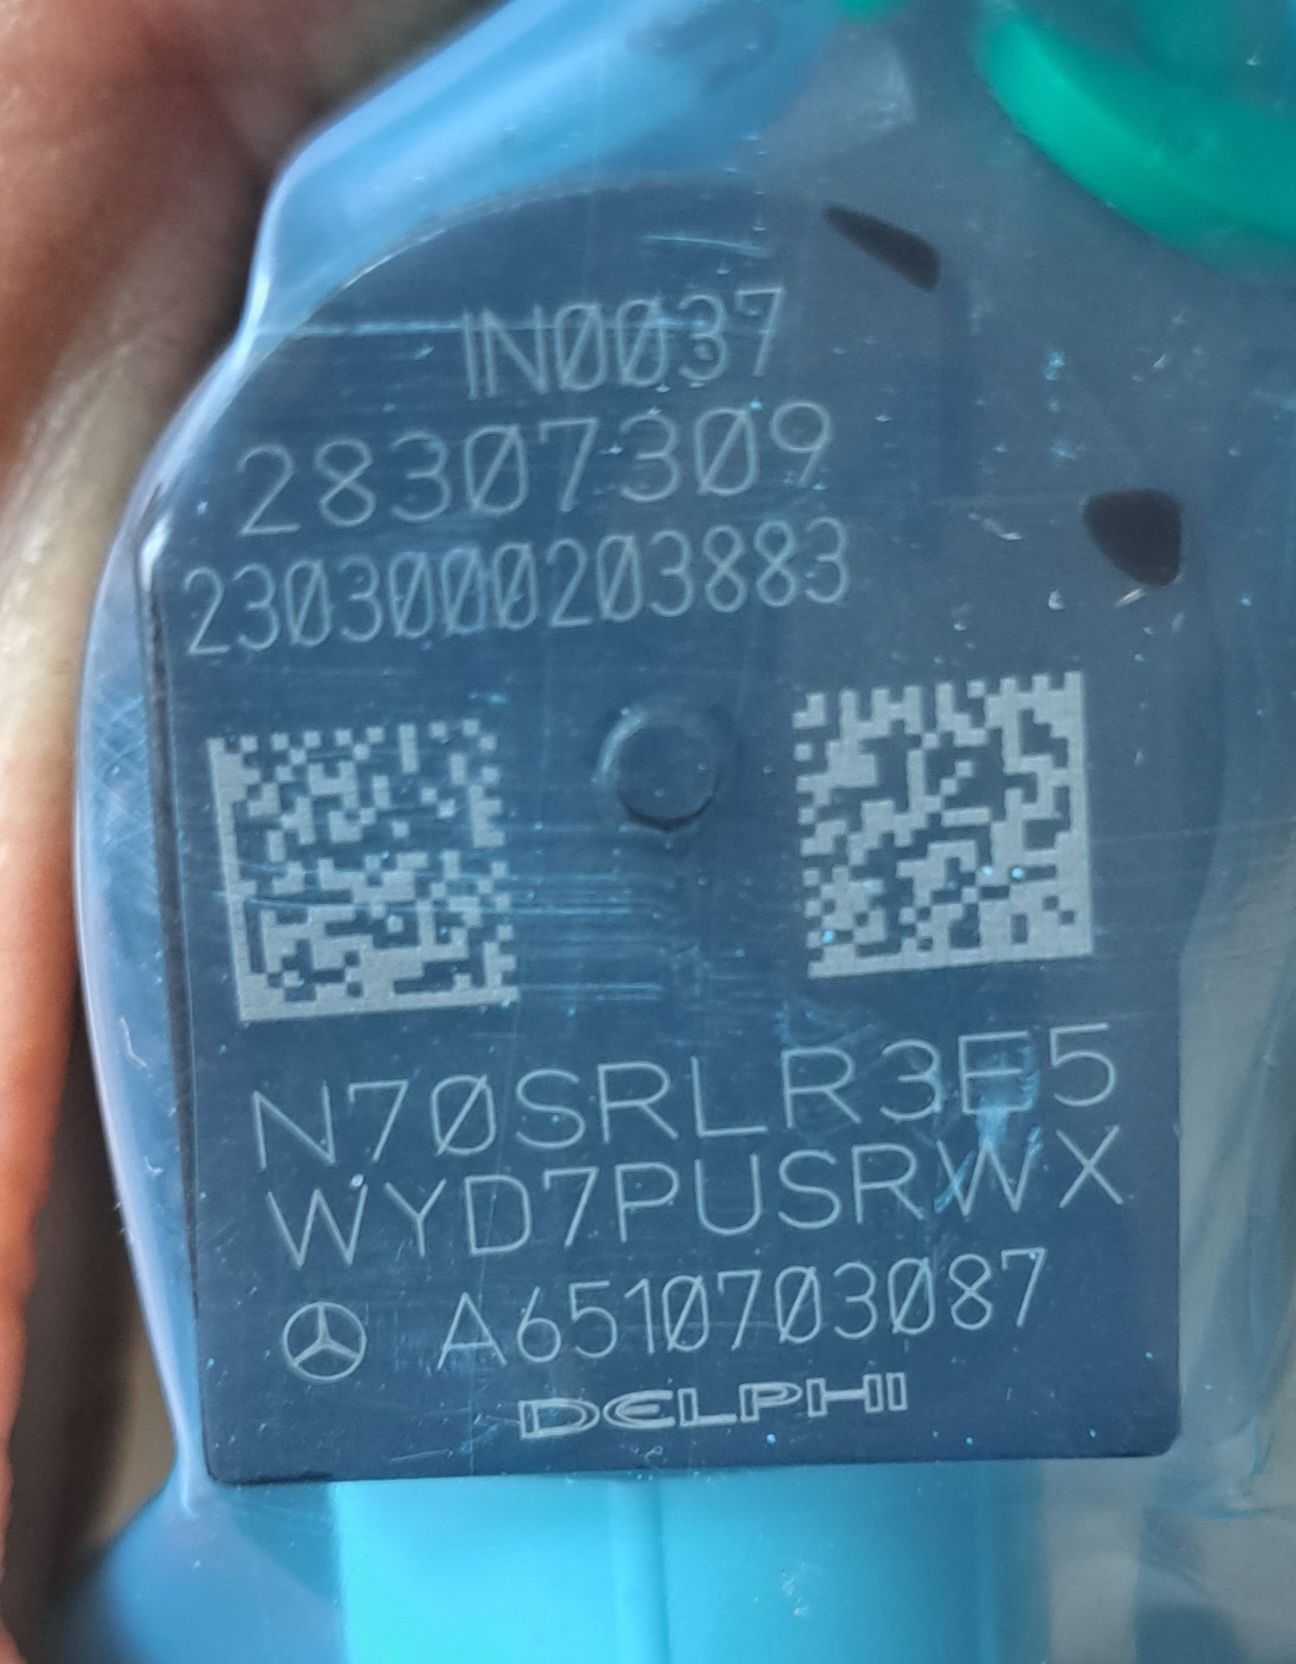 IN0037
28307309
2303000203883
N70SRLR3E5
WYD7PUSRWX
A6510703087
DELPHI